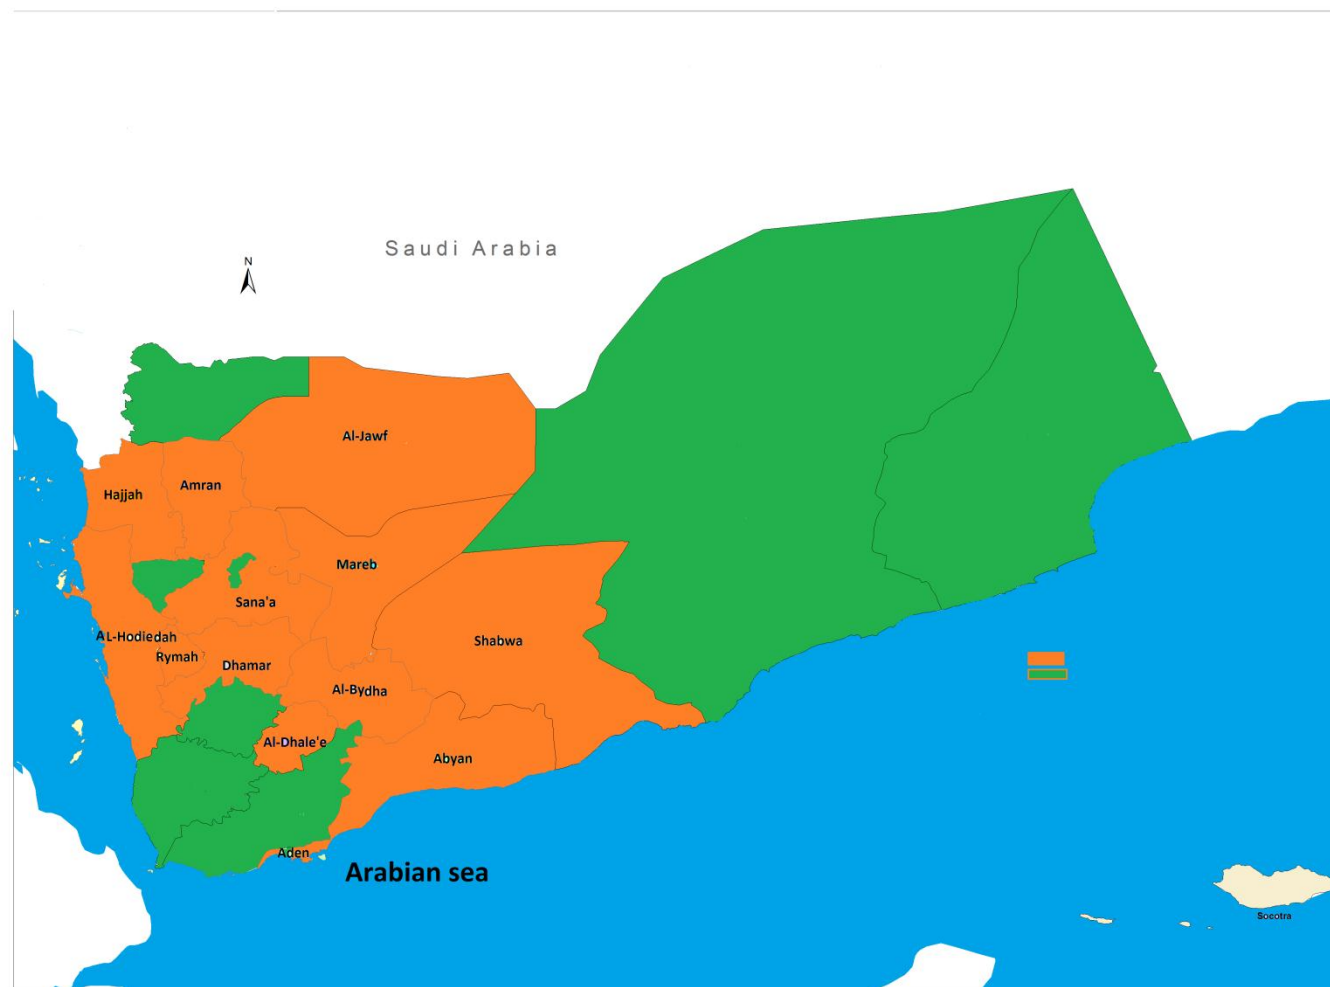 Saudi Arabia
N
Al-Jawf
Hajjah
Amran
Mareb
Sana'a
AL-Hodiedah
Rymah
Dhamar
Shabwa
Al-Bydha
Al-Dhale'e
Abyan
Aden
Arabian sea
Socotra